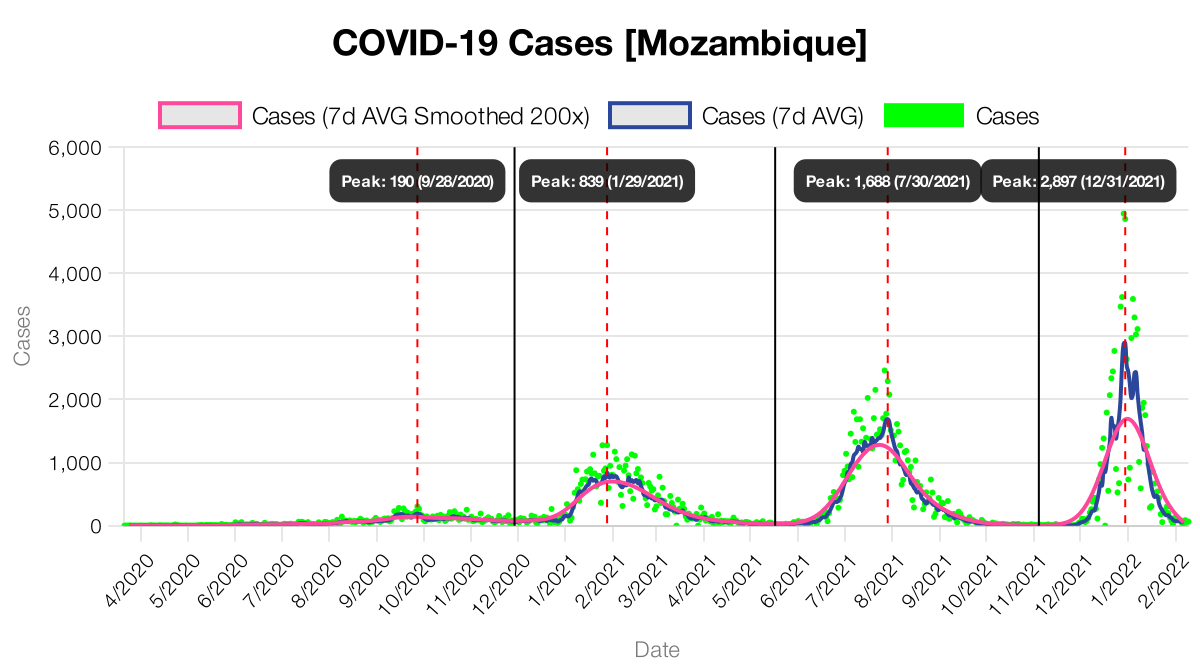 COVID-19 Cases [Mozambique]
Cases (7d AVG Smoothed 200x) Cases (7d AVG) Cases
6,000
Peak: 190 (9/28/2020) Peak: 839 (1/29/2021) Peak: 1,688 (7/30/2021) Peak: 2,897 (12/31/2021)
5,000
4,000
3,000
2,000
1,000
0
Cases
4/2020 5/2020 6/2020 7/2020 8/2020 9/2020 10/2020 11/2020 12/2020 1/2021 2/2021 3/2021 4/2021 5/2021 6/2021 7/2021 8/2021 9/2021 10/2021 11/2021 12/2021 1/2022 2/2022
Date